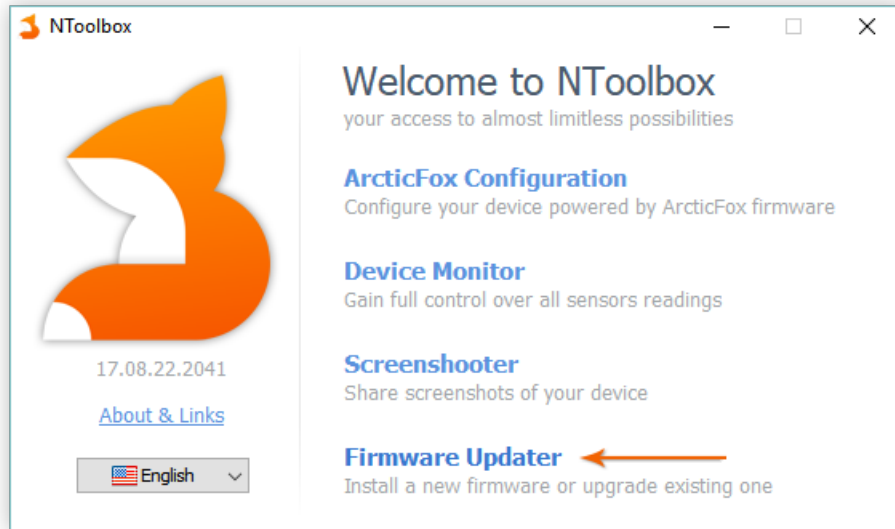 NToolbox
Welcome to NToolbox
your access to almost limitless possibilities
ArcticFox Configuration
Configure your device powered by ArcticFox firmware
Device Monitor
Gain full control over all sensors readings
Screenshooter
Share screenshots of your device
Firmware Updater
Install a new firmware or upgrade existing one
17.08.22.2041
About & Links
English